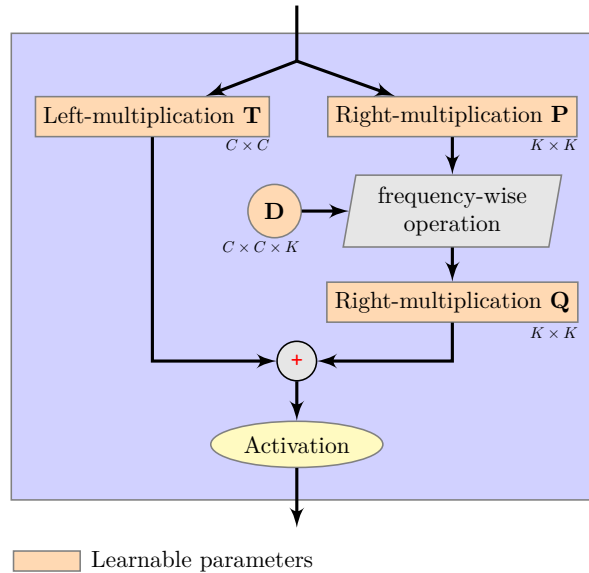 Left-multiplication T
C × C
Right-multiplication P
K × K
frequency-wise
operation
D
C × C × K
Right-multiplication Q
K × K
+
Activation
Learnable parameters